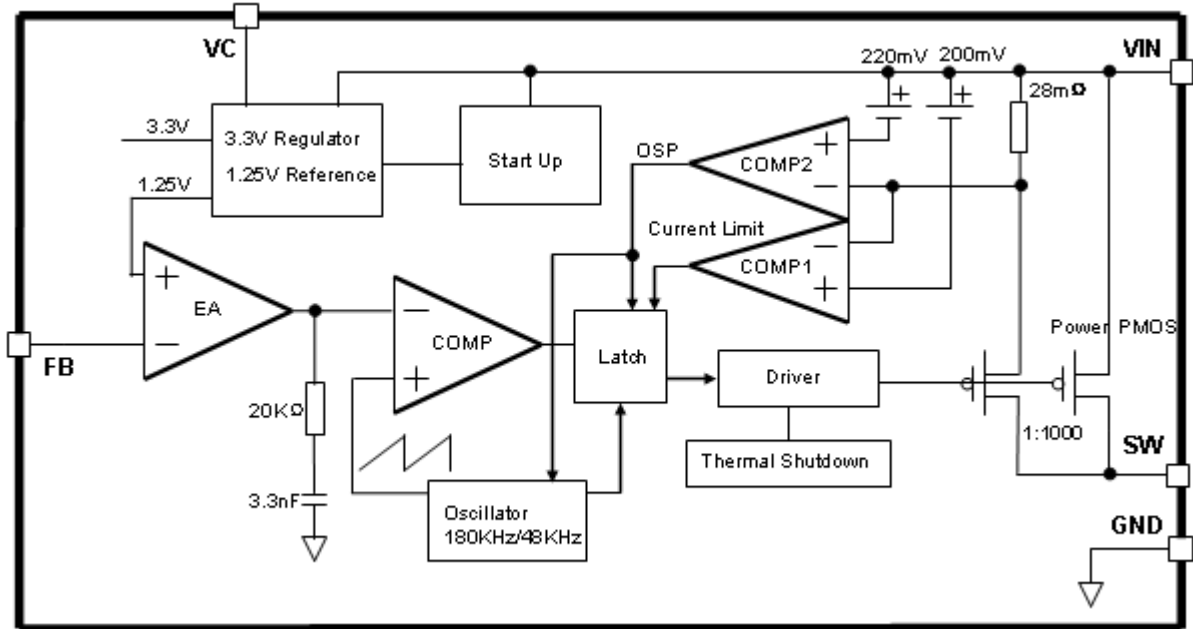 VC
VIN
220mV
200mV
28mΩ
3.3V
3.3V Regulator
1.25V Reference
1.25V
Start Up
OSP
COMP2
+
−
Current Limit
COMP1
−
+
EA
+
−
FB
COMP
−
+
Latch
Driver
Power PMOS
1:1000
20KΩ
3.3nF
Thermal Shutdown
SW
Oscillator
180KHz/48KHz
GND
+
+